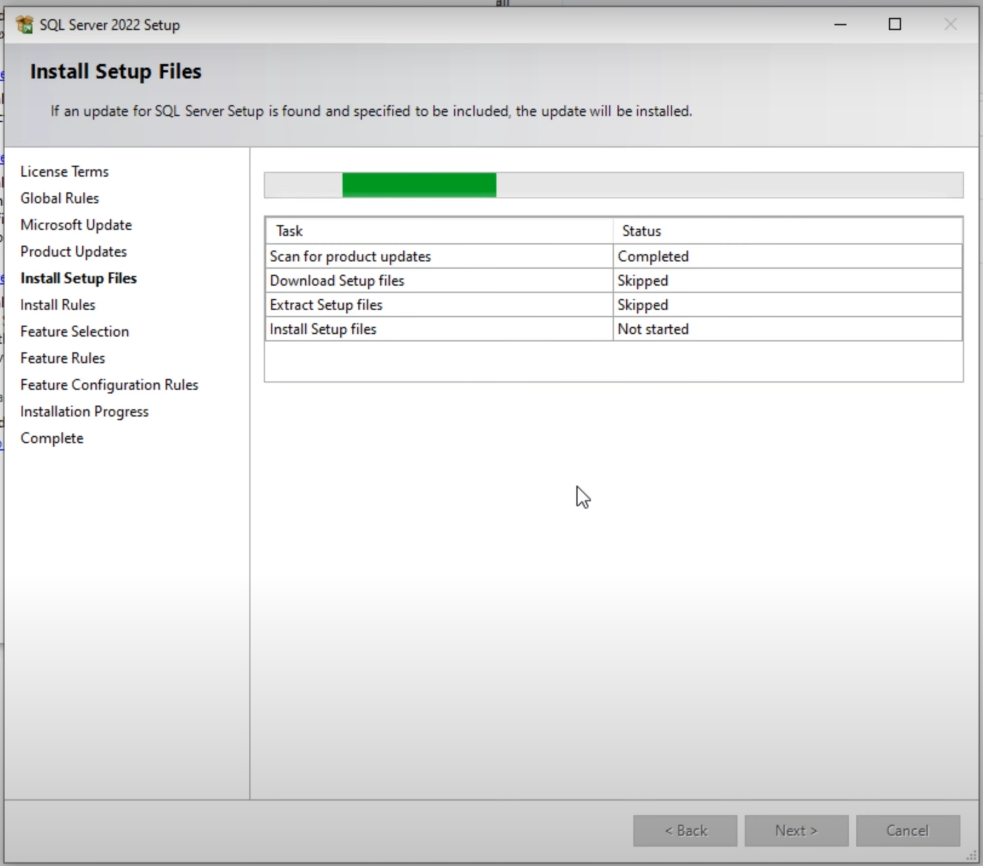 SQL Server 2022 Setup
Install Setup Files
If an update for SQL Server Setup is found and specified to be included, the update will be installed.
License Terms
Global Rules
Microsoft Update
Product Updates
Install Setup Files
Install Rules
Feature Selection
Feature Rules
Feature Configuration Rules
Installation Progress
Complete
Task Status
Scan for product updates Completed
Download Setup files Skipped
Extract Setup files Skipped
Install Setup files Not started
< Back Next > Cancel